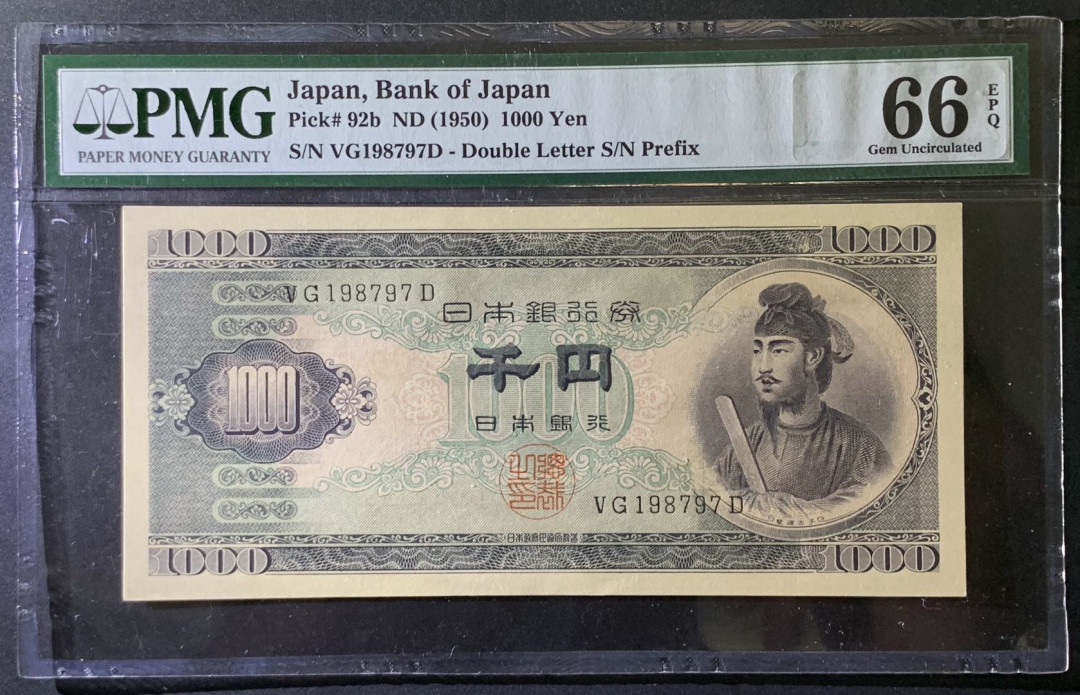 PMG
PAPER MONEY GUARANTY
Japan, Bank of Japan
Pick# 92b ND (1950) 1000 Yen
S/N VG198797D - Double Letter S/N Prefix
66
EPQ
Gem Uncirculated
1000
1000
VG198797D
日本銀行券
千円
1000
1000
日本銀行
VG198797D
1000
1000